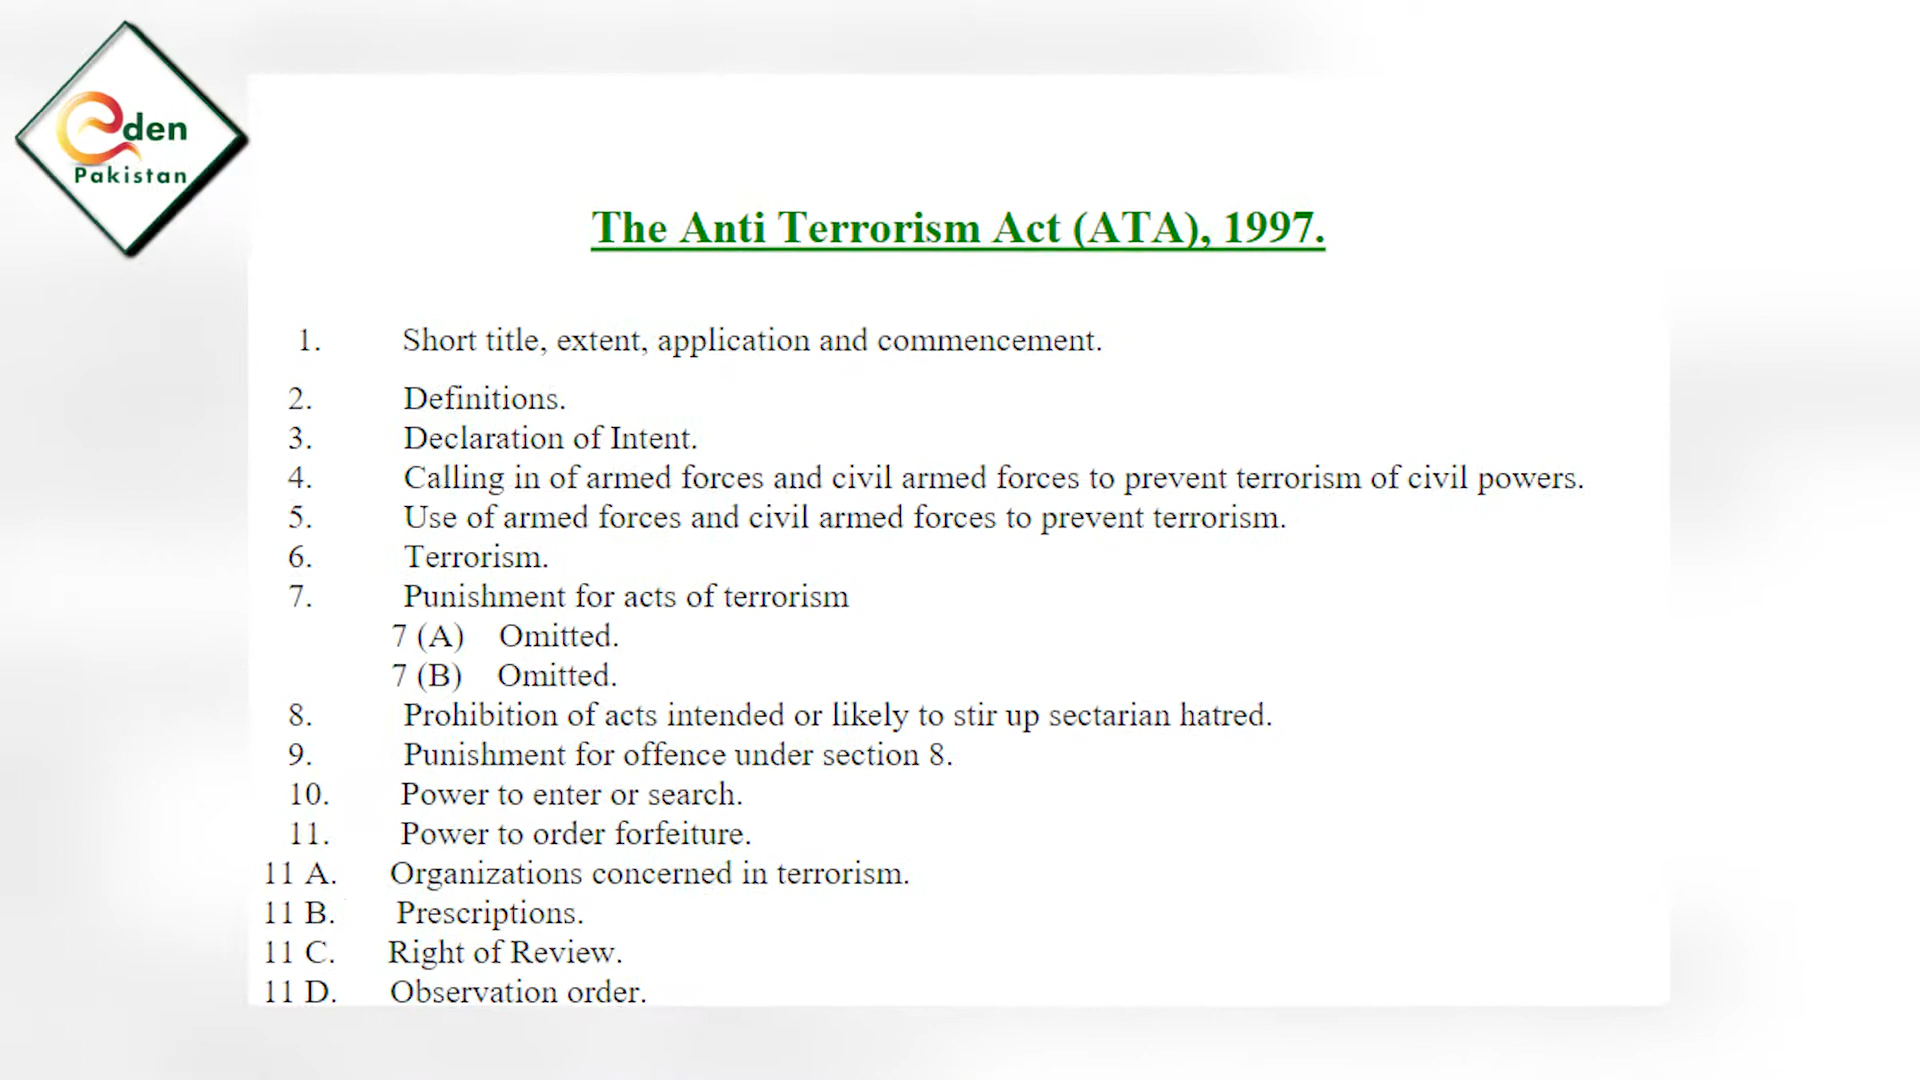 eden
Pakistan
The Anti Terrorism Act (ATA), 1997.
1. Short title, extent, application and commencement.
2. Definitions.
3. Declaration of Intent.
4. Calling in of armed forces and civil armed forces to prevent terrorism of civil powers.
5. Use of armed forces and civil armed forces to prevent terrorism.
6. Terrorism.
7. Punishment for acts of terrorism
7 (A) Omitted.
7 (B) Omitted.
8. Prohibition of acts intended or likely to stir up sectarian hatred.
9. Punishment for offence under section 8.
10. Power to enter or search.
11. Power to order forfeiture.
11 A. Organizations concerned in terrorism.
11 B. Prescriptions.
11 C. Right of Review.
11 D. Observation order.